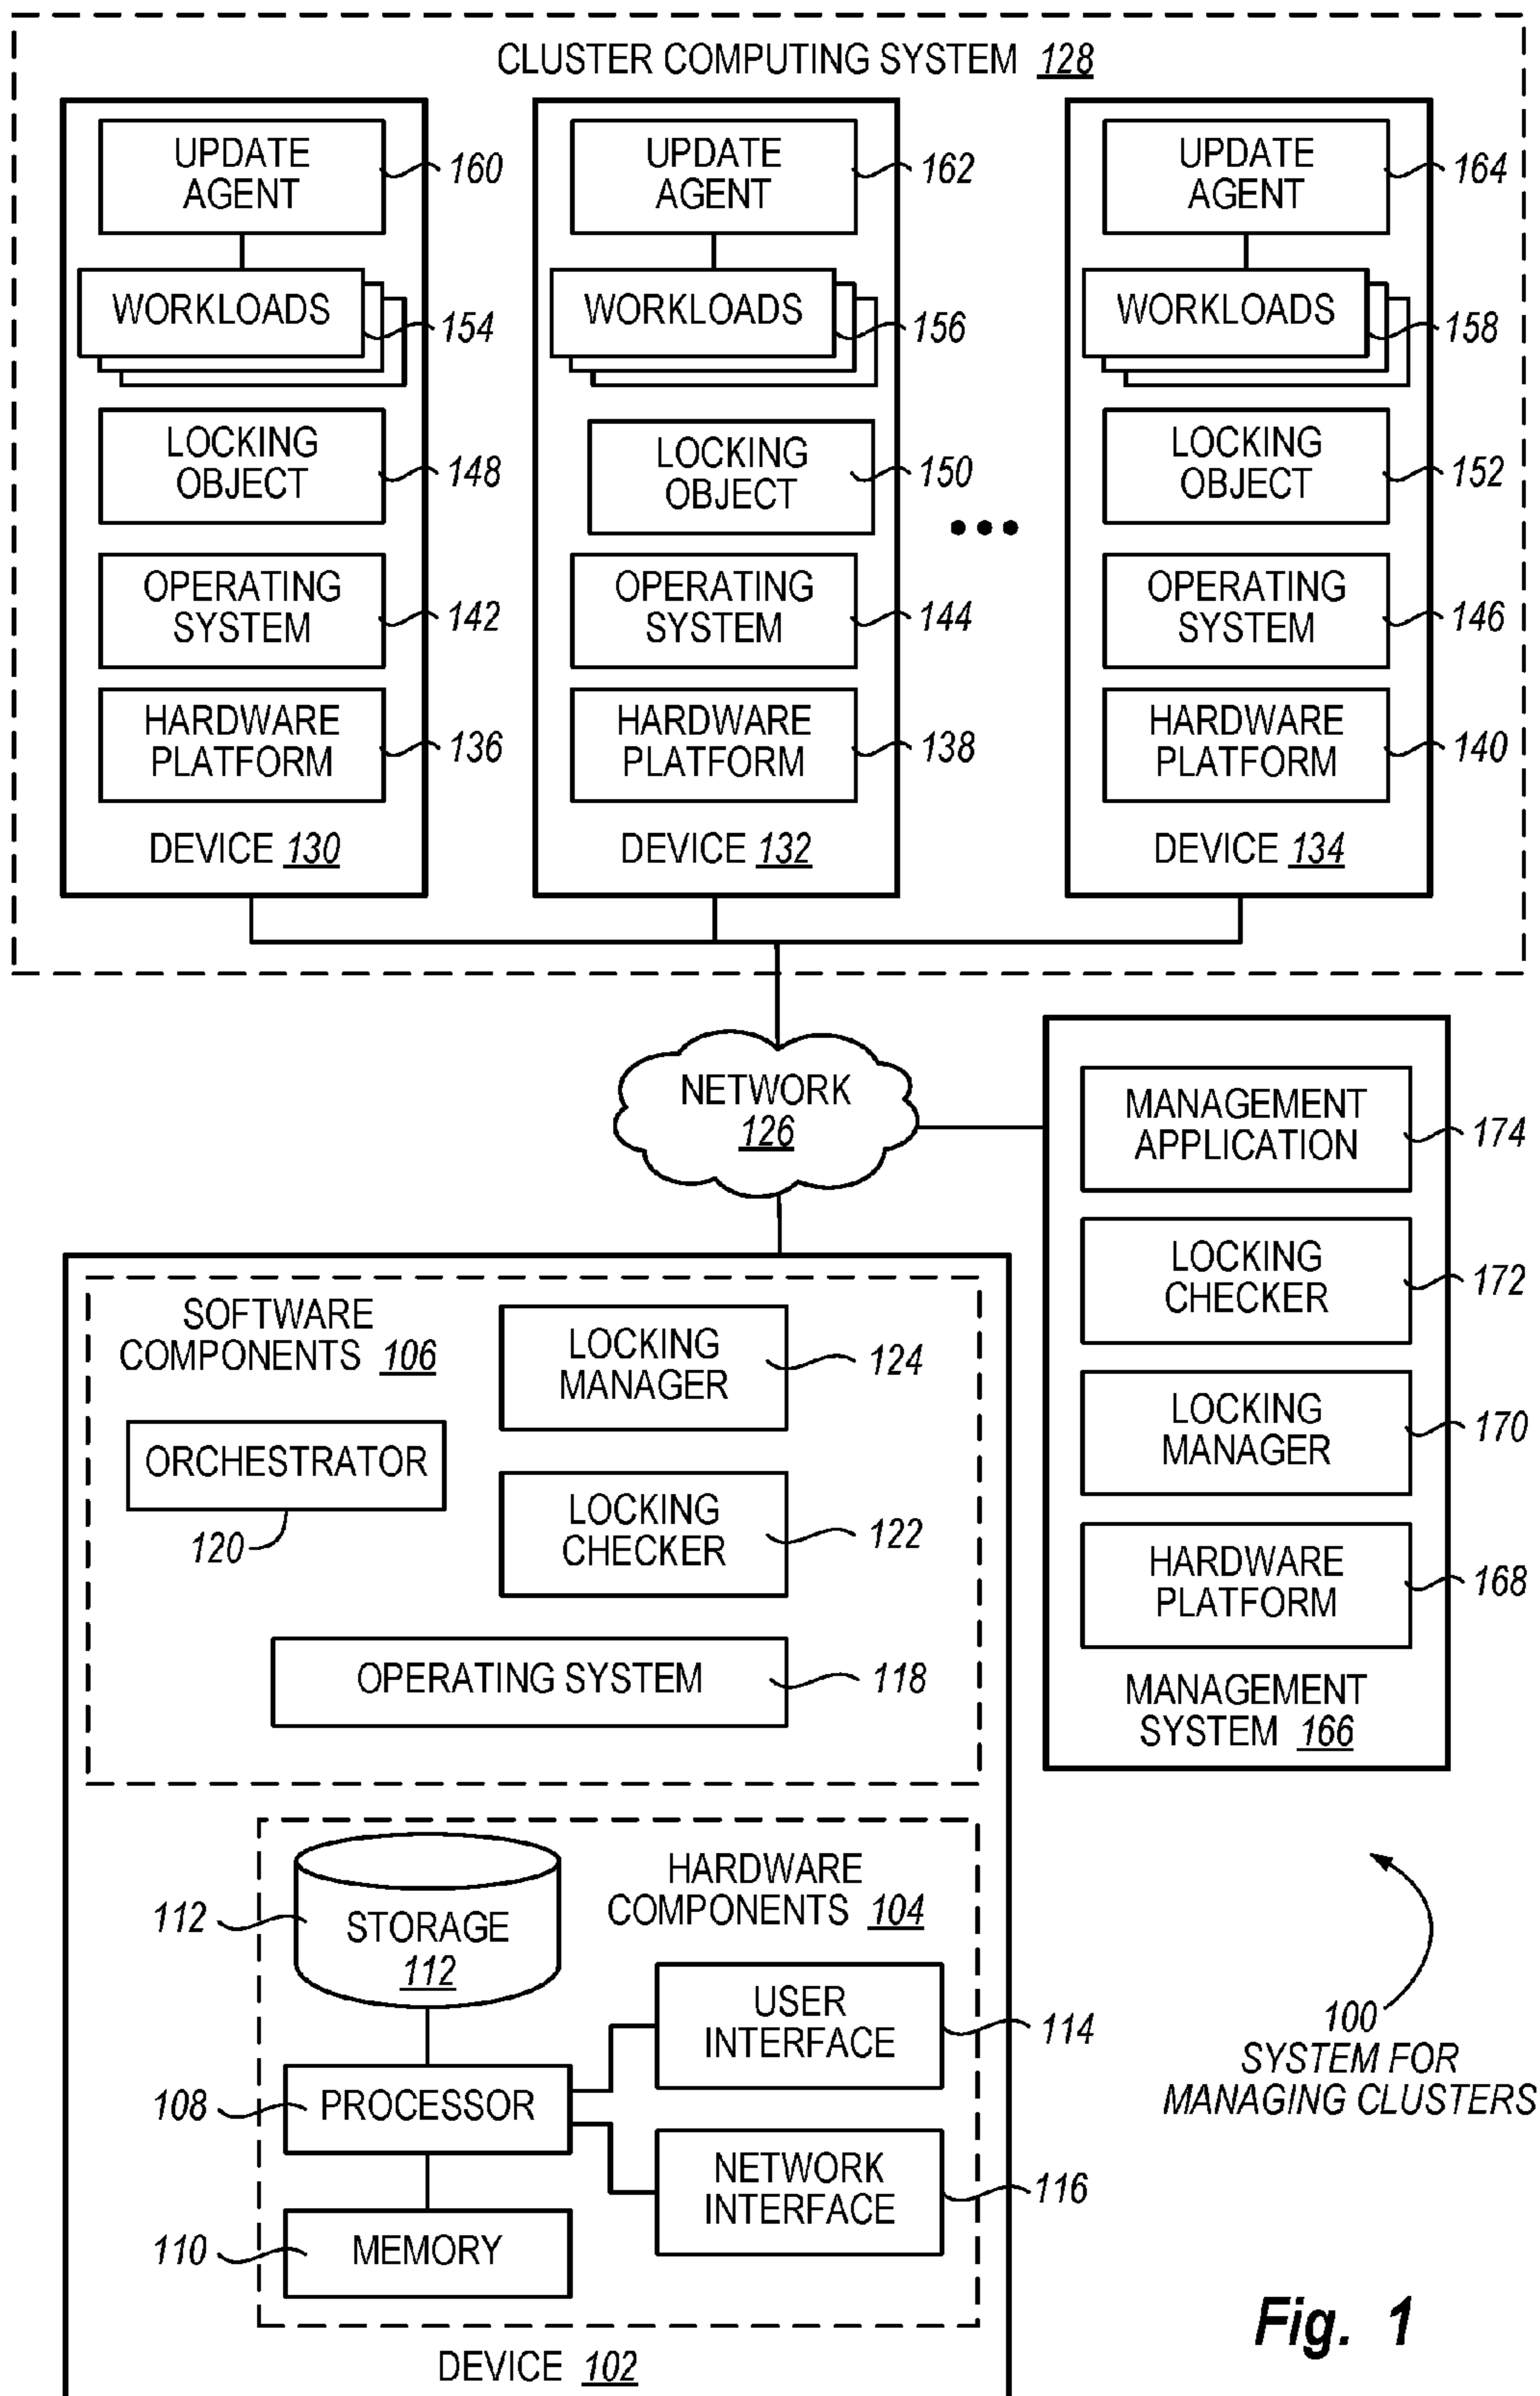 CLUSTER COMPUTING SYSTEM 128
UPDATE
AGENT
160
WORKLOADS
154
LOCKING
OBJECT
148
OPERATING
SYSTEM
142
HARDWARE
PLATFORM
136
DEVICE 130
UPDATE
AGENT
162
WORKLOADS
156
LOCKING
OBJECT
150
OPERATING
SYSTEM
144
HARDWARE
PLATFORM
138
DEVICE 132
•••
UPDATE
AGENT
164
WORKLOADS
158
LOCKING
OBJECT
152
OPERATING
SYSTEM
146
HARDWARE
PLATFORM
140
DEVICE 134
NETWORK
126
MANAGEMENT
APPLICATION
174
LOCKING
CHECKER
172
LOCKING
MANAGER
170
HARDWARE
PLATFORM
168
MANAGEMENT
SYSTEM 166
SOFTWARE
COMPONENTS 106
LOCKING
MANAGER
124
ORCHESTRATOR
120
LOCKING
CHECKER
122
OPERATING SYSTEM
118
HARDWARE
COMPONENTS 104
112
STORAGE
112
USER
INTERFACE
114
108
PROCESSOR
NETWORK
INTERFACE
116
110
MEMORY
DEVICE 102
100
SYSTEM FOR
MANAGING CLUSTERS
Fig. 1